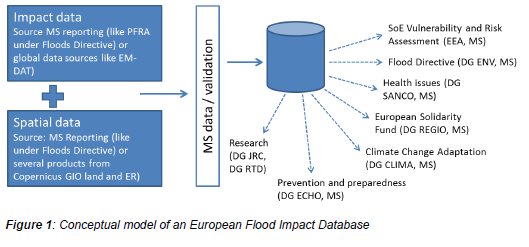 Impact data
Source MS reporting (like PFRA
under Floods Directive) or
global data sources like EM-
DAT)
Spatial data
Source: MS Reporting (like
under Floods Directive) or
several products from
Copernicus GIO land and ER)
MS data / validation
SoE Vulnerability and Risk
Assessment (EEA, MS)
Flood Directive (DG ENV, MS)
Health issues (DG
SANCO, MS)
European Solidarity
Fund (DG REGIO, MS)
Climate Change Adaptation
(DG CLIMA, MS)
Prevention and preparedness
(DG ECHO, MS)
Research
(DG JRC,
DG RTD)
Figure 1: Conceptual model of an European Flood Impact Database